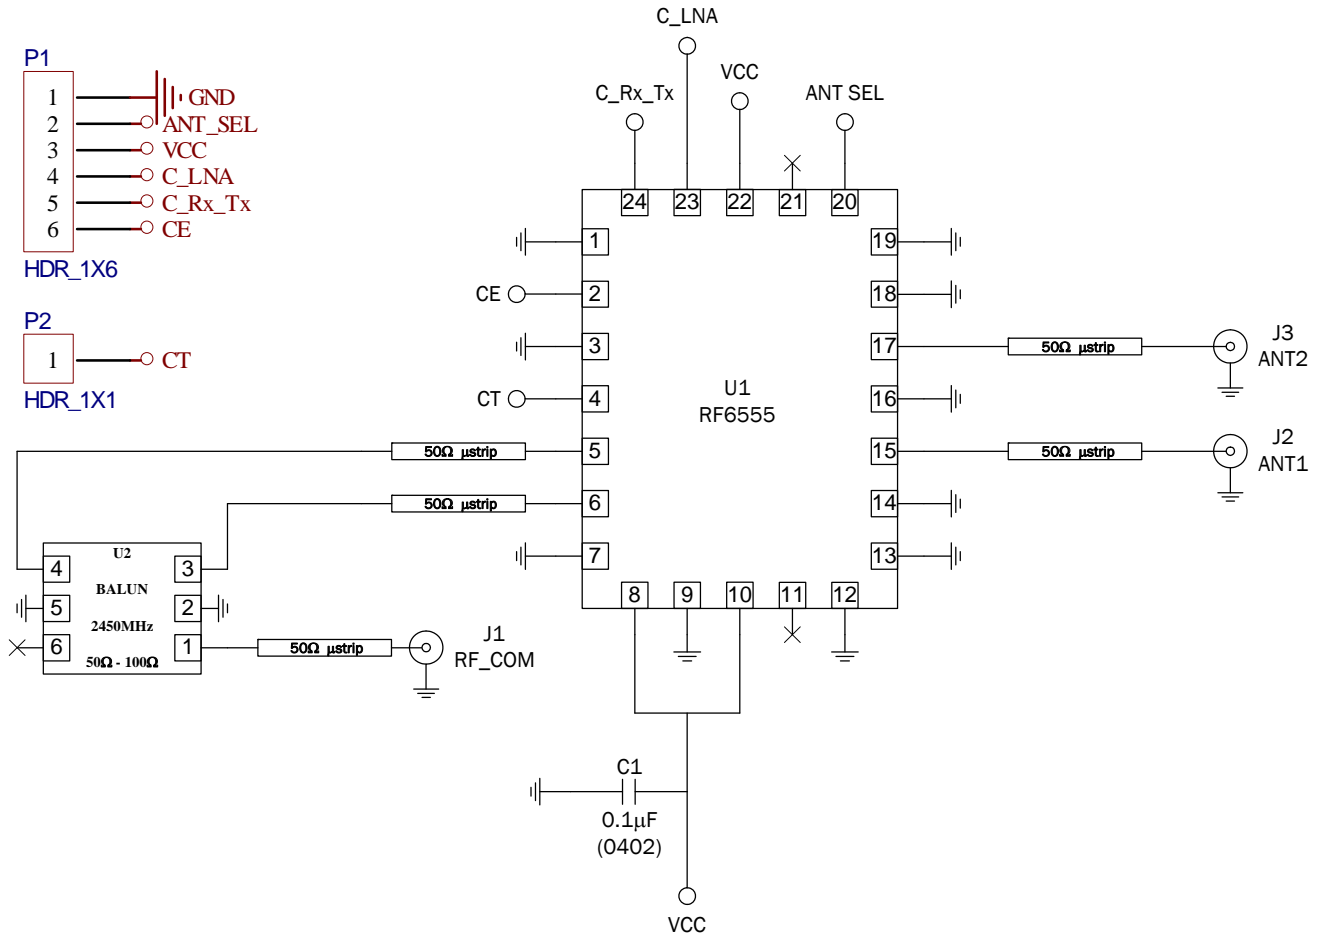 C_LNA
P1
VCC
C_Rx_Tx
ANT SEL
1 GND
2 ANT_SEL
3 VCC
4 C_LNA
5 C_Rx_Tx
6 CE
HDR_1X6
24 23 22 21 20
1
19
CE 2
18
P2
1 CT
HDR_1X1
3
17 50Ω µstrip J3
ANT2
U1
RF6555
CT 4
16
50Ω µstrip 5
15 50Ω µstrip J2
ANT1
50Ω µstrip 6
14
7
13
8 9 10 11 12
U2
4 3
BALUN
5 2
2450MHz
6 1
50Ω - 100Ω
50Ω µstrip
J1
RF_COM
C1
0.1µF
(0402)
VCC